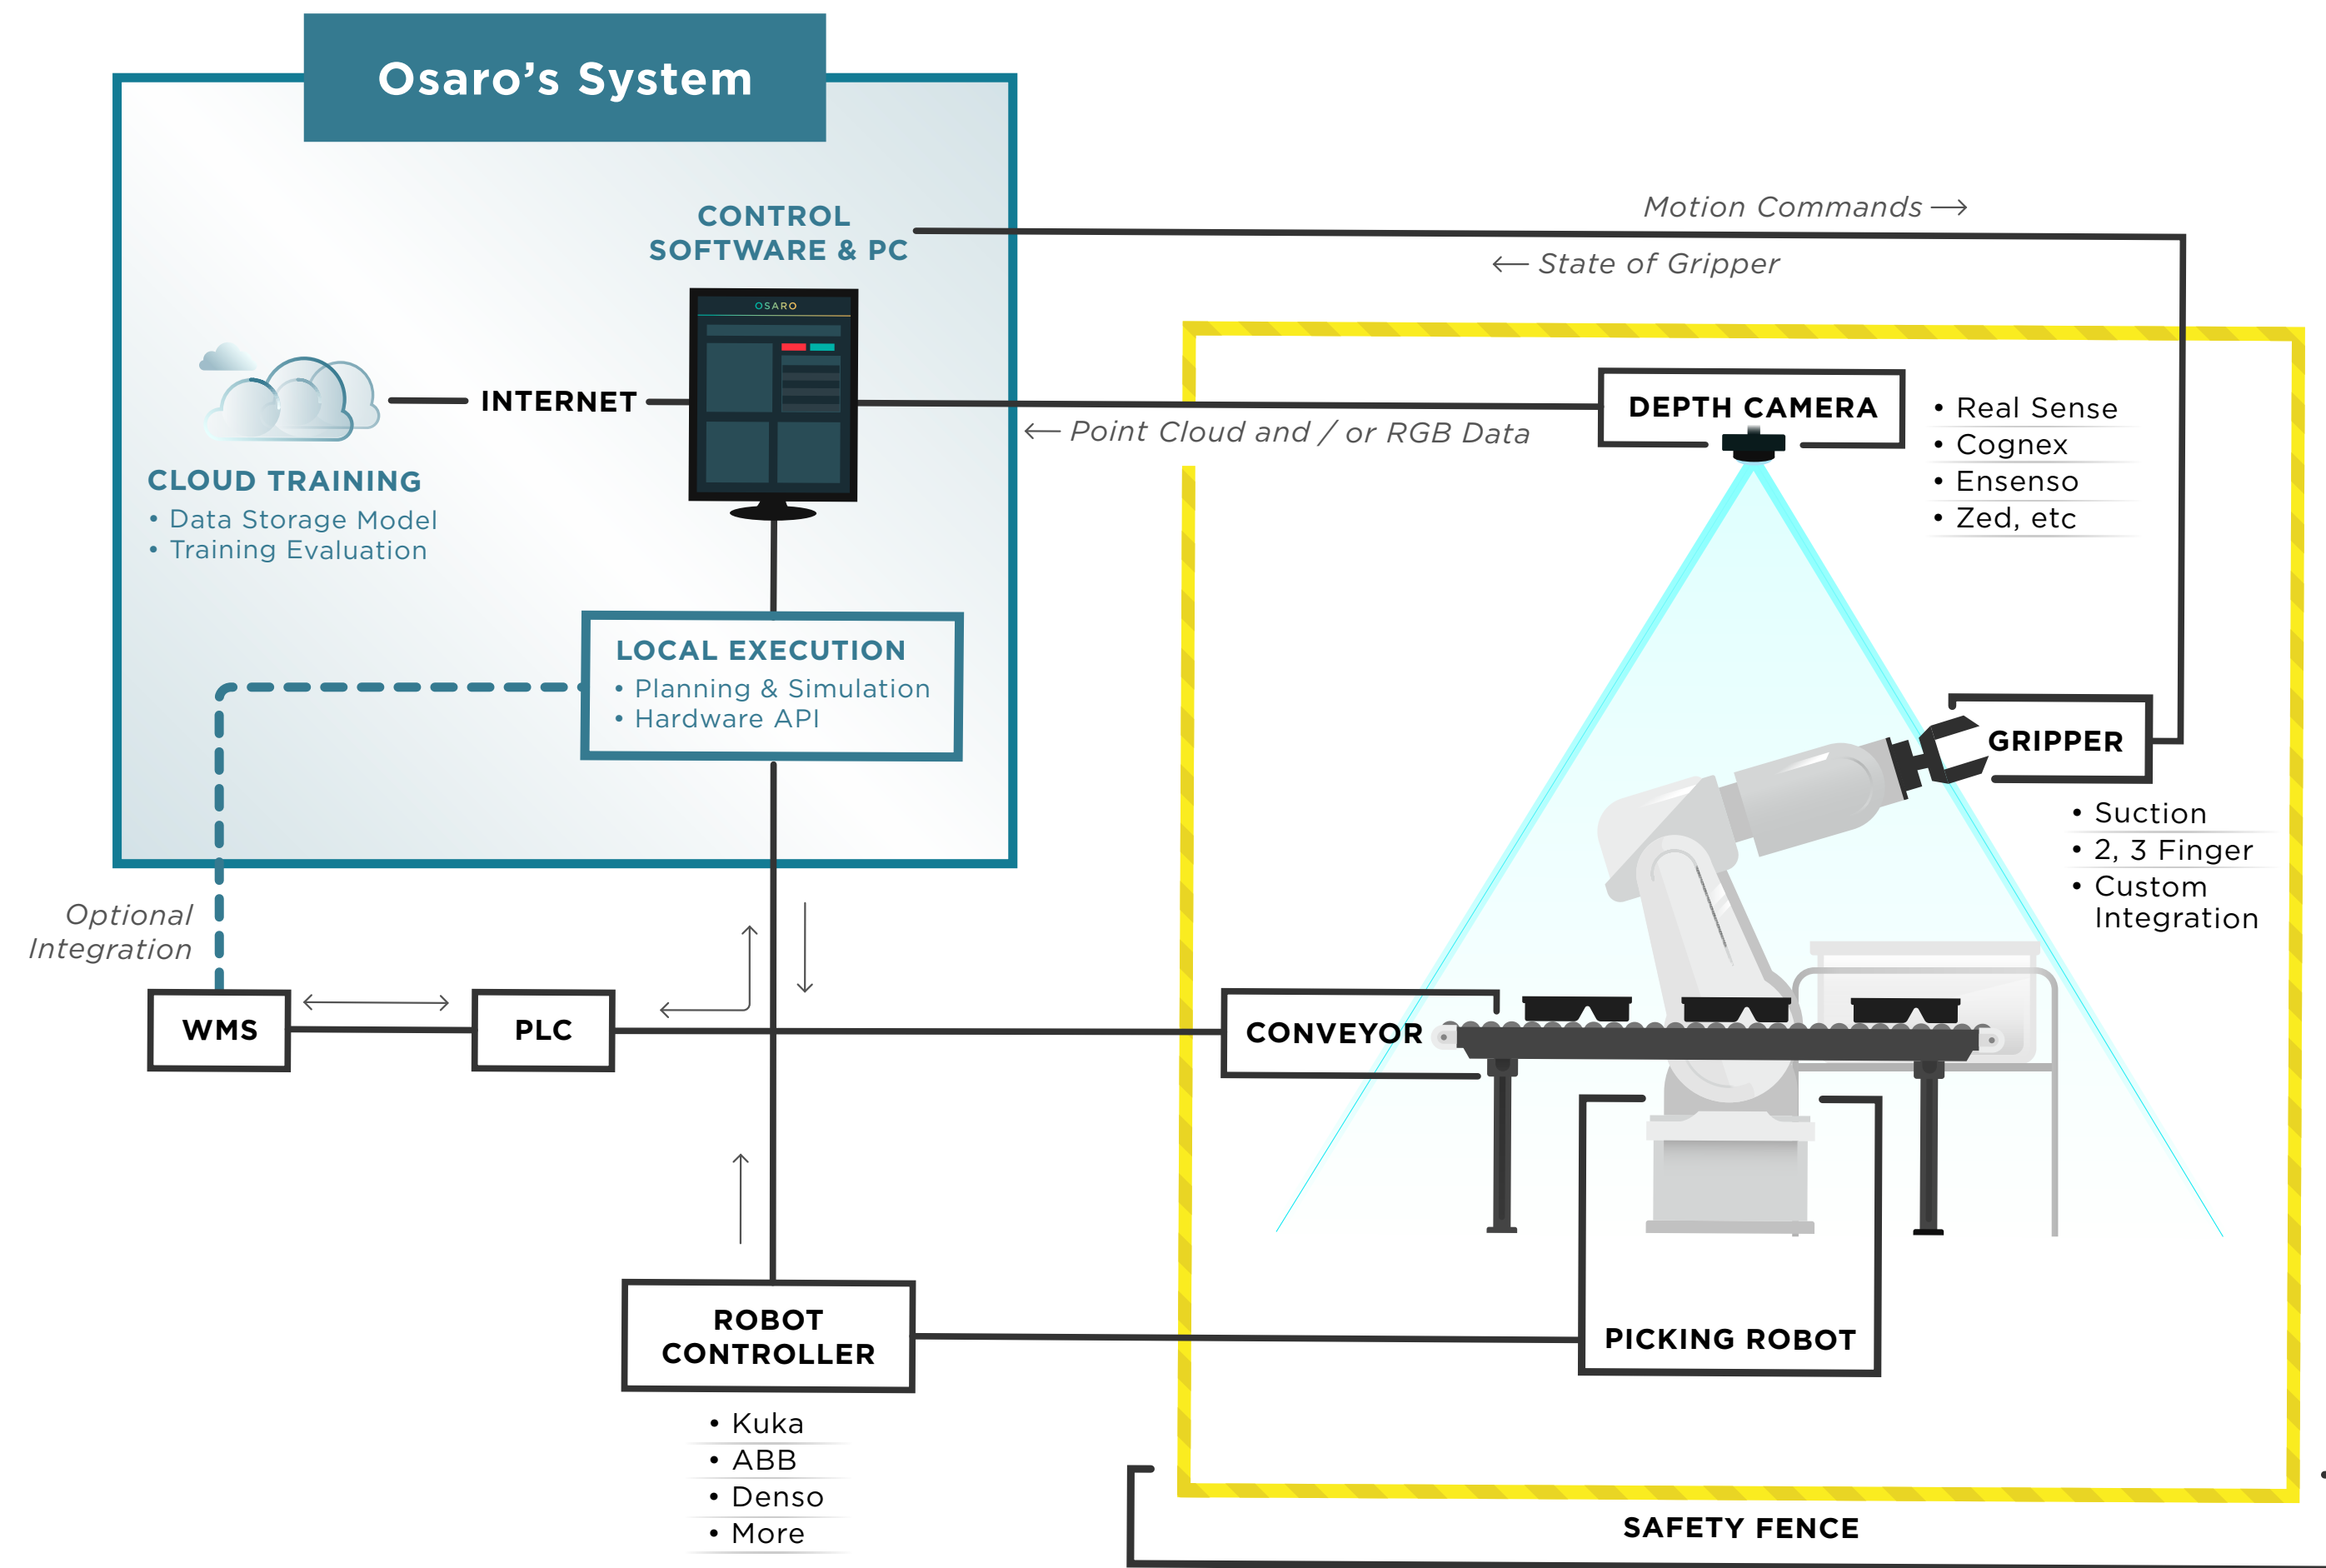 Osaro’s System
CONTROL
SOFTWARE & PC
OSARO
INTERNET
CLOUD TRAINING
• Data Storage Model
• Training Evaluation
LOCAL EXECUTION
• Planning & Simulation
• Hardware API
Motion Commands →
← State of Gripper
← Point Cloud and / or RGB Data
DEPTH CAMERA
• Real Sense
• Cognex
• Ensenso
• Zed, etc
GRIPPER
• Suction
• 2, 3 Finger
• Custom
Integration
Optional
Integration
WMS
PLC
CONVEYOR
ROBOT
CONTROLLER
• Kuka
• ABB
• Denso
• More
PICKING ROBOT
SAFETY FENCE